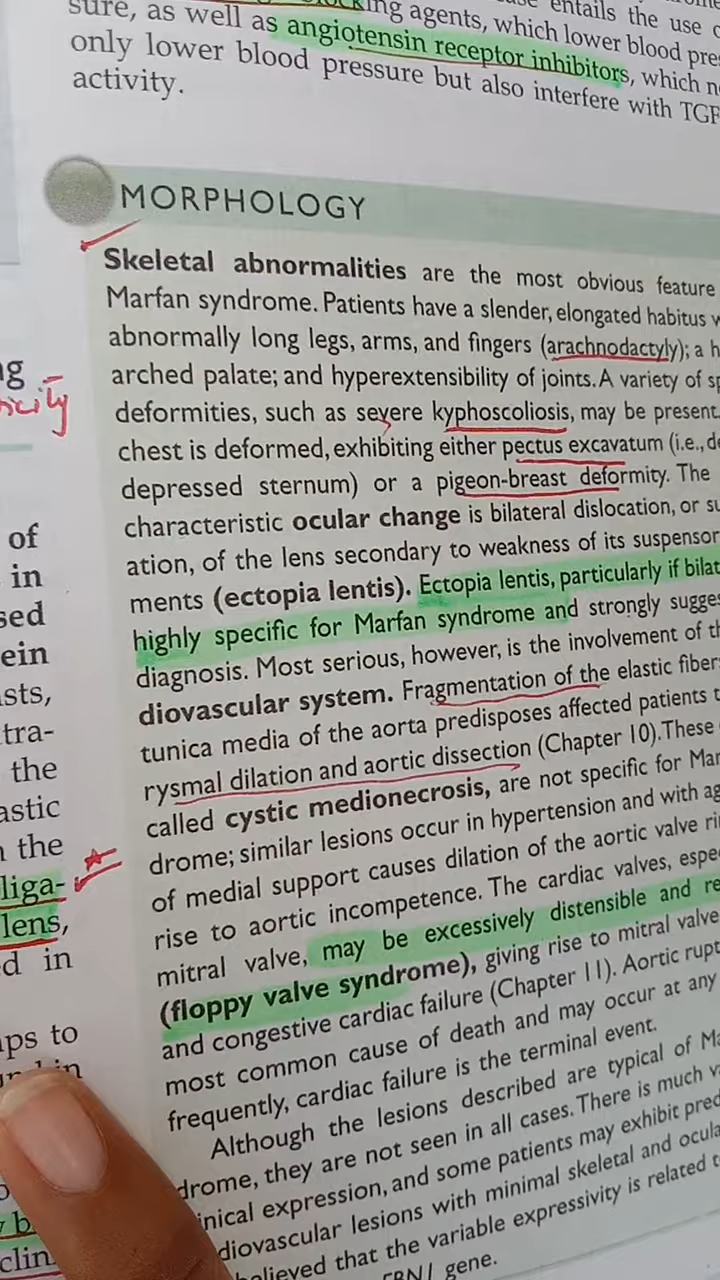 sure, as well as angiotensin receptor inhibitors, which n
agents, which lower blood pre
entails the use
only lower blood pressure but also interfere with TGF
activity.
MORPHOLOGY
Skeletal abnormalities are the most obvious feature
Marfan syndrome. Patients have a slender, elongated habitus w
abnormally long legs, arms, and fingers (arachnodactyly); a h
arched palate; and hyperextensibility of joints. A variety of sp
deformities, such as severe kyphoscoliosis, may be present.
chest is deformed, exhibiting either pectus excavatum (i.e., de
depressed sternum) or a pigeon-breast deformity. The
characteristic ocular change is bilateral dislocation, or su
ation, of the lens secondary to weakness of its suspensor
ments (ectopia lentis). Ectopia lentis, particularly if bilat
highly specific for Marfan syndrome and strongly sugges
diagnosis. Most serious, however, is the involvement of th
diovascular system. Fragmentation of the elastic fiber
tunica media of the aorta predisposes affected patients t
rysmal dilation and aortic dissection (Chapter 10). These
called cystic medionecrosis, are not specific for Mar
drome; similar lesions occur in hypertension and with ag
of medial support causes dilation of the aortic valve ri
rise to aortic incompetence. The cardiac valves, espe
mitral valve, may be excessively distensible and re
(floppy valve syndrome), giving rise to mitral valve
and congestive cardiac failure (Chapter 11). Aortic rupt
most common cause of death and may occur at any
frequently, cardiac failure is the terminal event.
Although the lesions described are typical of Ma
drome, they are not seen in all cases. There is much va
inical expression, and some patients may exhibit pred
diovascular lesions with minimal skeletal and ocula
believed that the variable expressivity is related t
FBN1 gene.
of
in
sed
ein
sts,
tra-
the
astic
the
liga-
lens,
d in
ps to